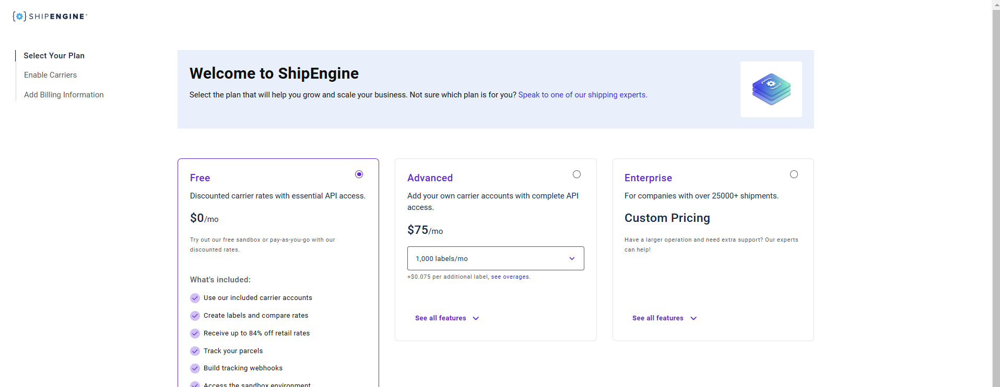 SHIPENGINE
Select Your Plan
Enable Carriers
Add Billing Information
Welcome to ShipEngine
Select the plan that will help you grow and scale your business. Not sure which plan is for you? Speak to one of our shipping experts.
Free
Discounted carrier rates with essential API access.
$0/mo
Try out our free sandbox or pay-as-you-go with our
discounted rates.
What's included:
Use our included carrier accounts
Create labels and compare rates
Receive up to 84% off retail rates
Track your parcels
Build tracking webhooks
Access the sandbox environment
Advanced
Add your own carrier accounts with complete API
access.
$75/mo
1,000 labels/mo
+$0.075 per additional label, see overages.
See all features
Enterprise
For companies with over 25000+ shipments.
Custom Pricing
Have a larger operation and need extra support? Our experts
can help!
See all features